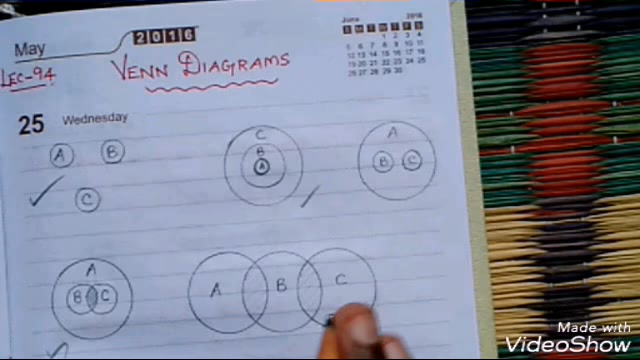 May
2016
LEC-94
VENN DIAGRAMS
June 2016
S M T W T F S
1 2 3 4
5 6 7 8 9 10 11
12 13 14 15 16 17 18
19 20 21 22 23 24 25
26 27 28 29 30
25 Wednesday
A B
C
C
B
A
A
B C
A
B C
A B C
Made with
VideoShow